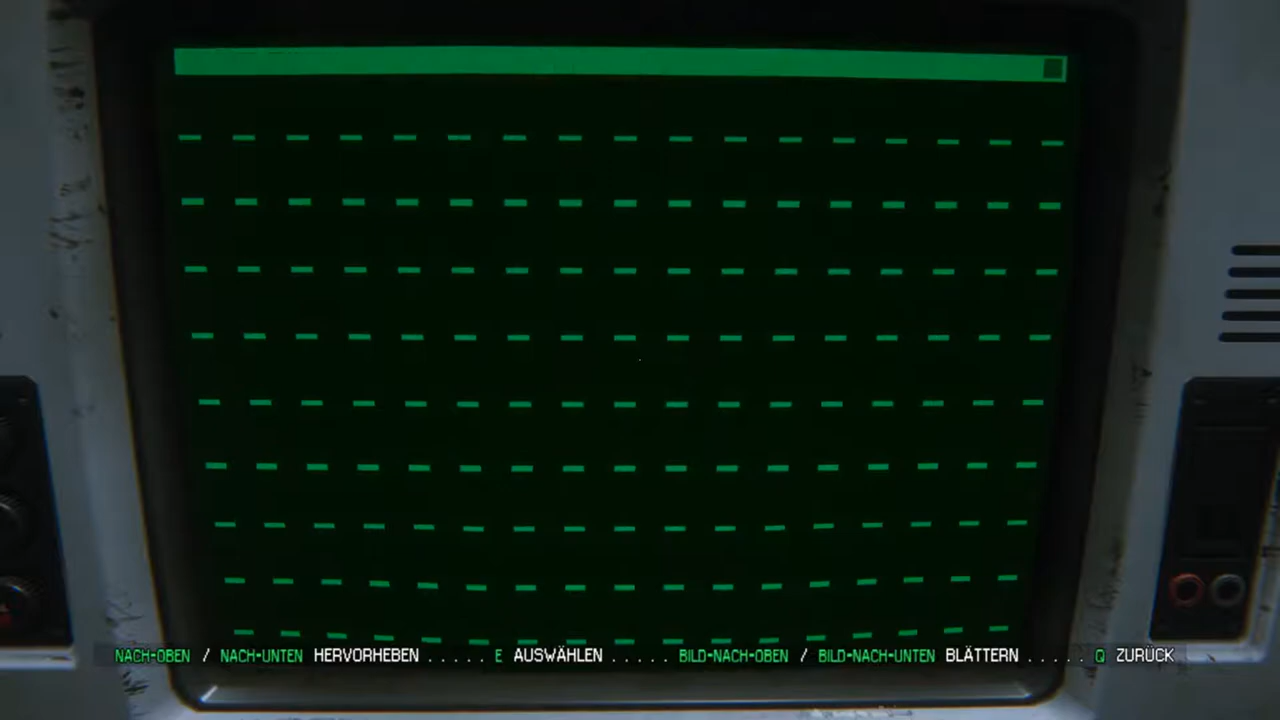 NACH-OBEN / NACH-UNTEN HERVORHEBEN ..... E AUSWÄHLEN ..... BILD-NACH-OBEN / BILD-NACH-UNTEN BLÄTTERN ..... Q ZURÜCK